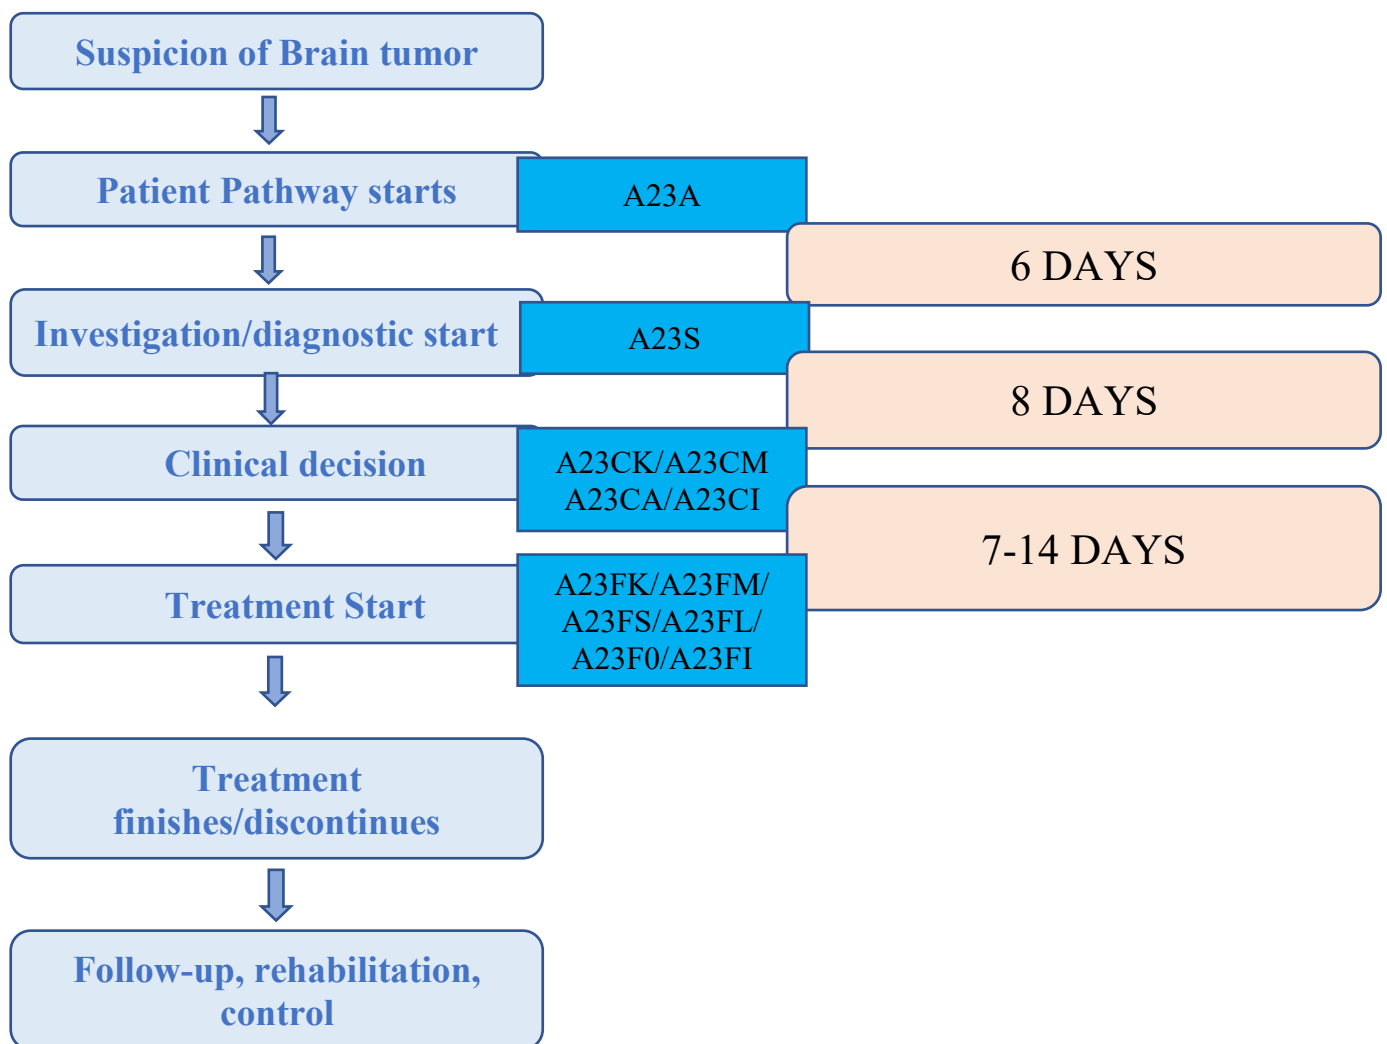 Suspicion of Brain tumor
Patient Pathway starts
A23A
6 DAYS
Investigation/diagnostic start
A23S
8 DAYS
Clinical decision
A23CK/A23CM
A23CA/A23CI
7-14 DAYS
Treatment Start
A23FK/A23FM/
A23FS/A23FL/
A23F0/A23FI
Treatment
finishes/discontinues
Follow-up, rehabilitation,
control